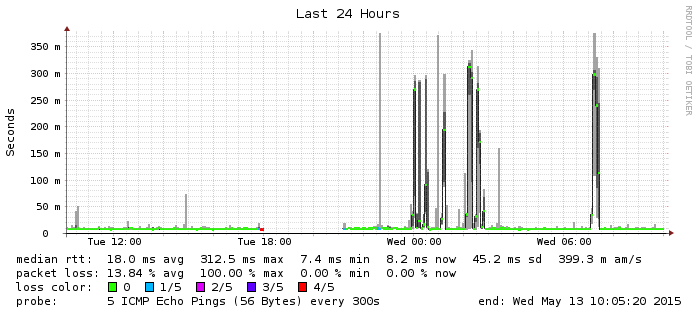 Last 24 Hours
RRDTOOL / TOBI OETIKER
Seconds
350 m
300 m
250 m
200 m
150 m
100 m
50 m
0
Tue 12:00 Tue 18:00 Wed 00:00 Wed 06:00
median rtt: 18.0 ms avg 312.5 ms max 7.4 ms min 8.2 ms now 45.2 ms sd 399.3 m am/s
packet loss: 13.84 % avg 100.00 % max 0.00 % min 0.00 % now
loss color: 0 1/5 2/5 3/5 4/5
probe: 5 ICMP Echo Pings (56 Bytes) every 300s end: Wed May 13 10:05:20 2015